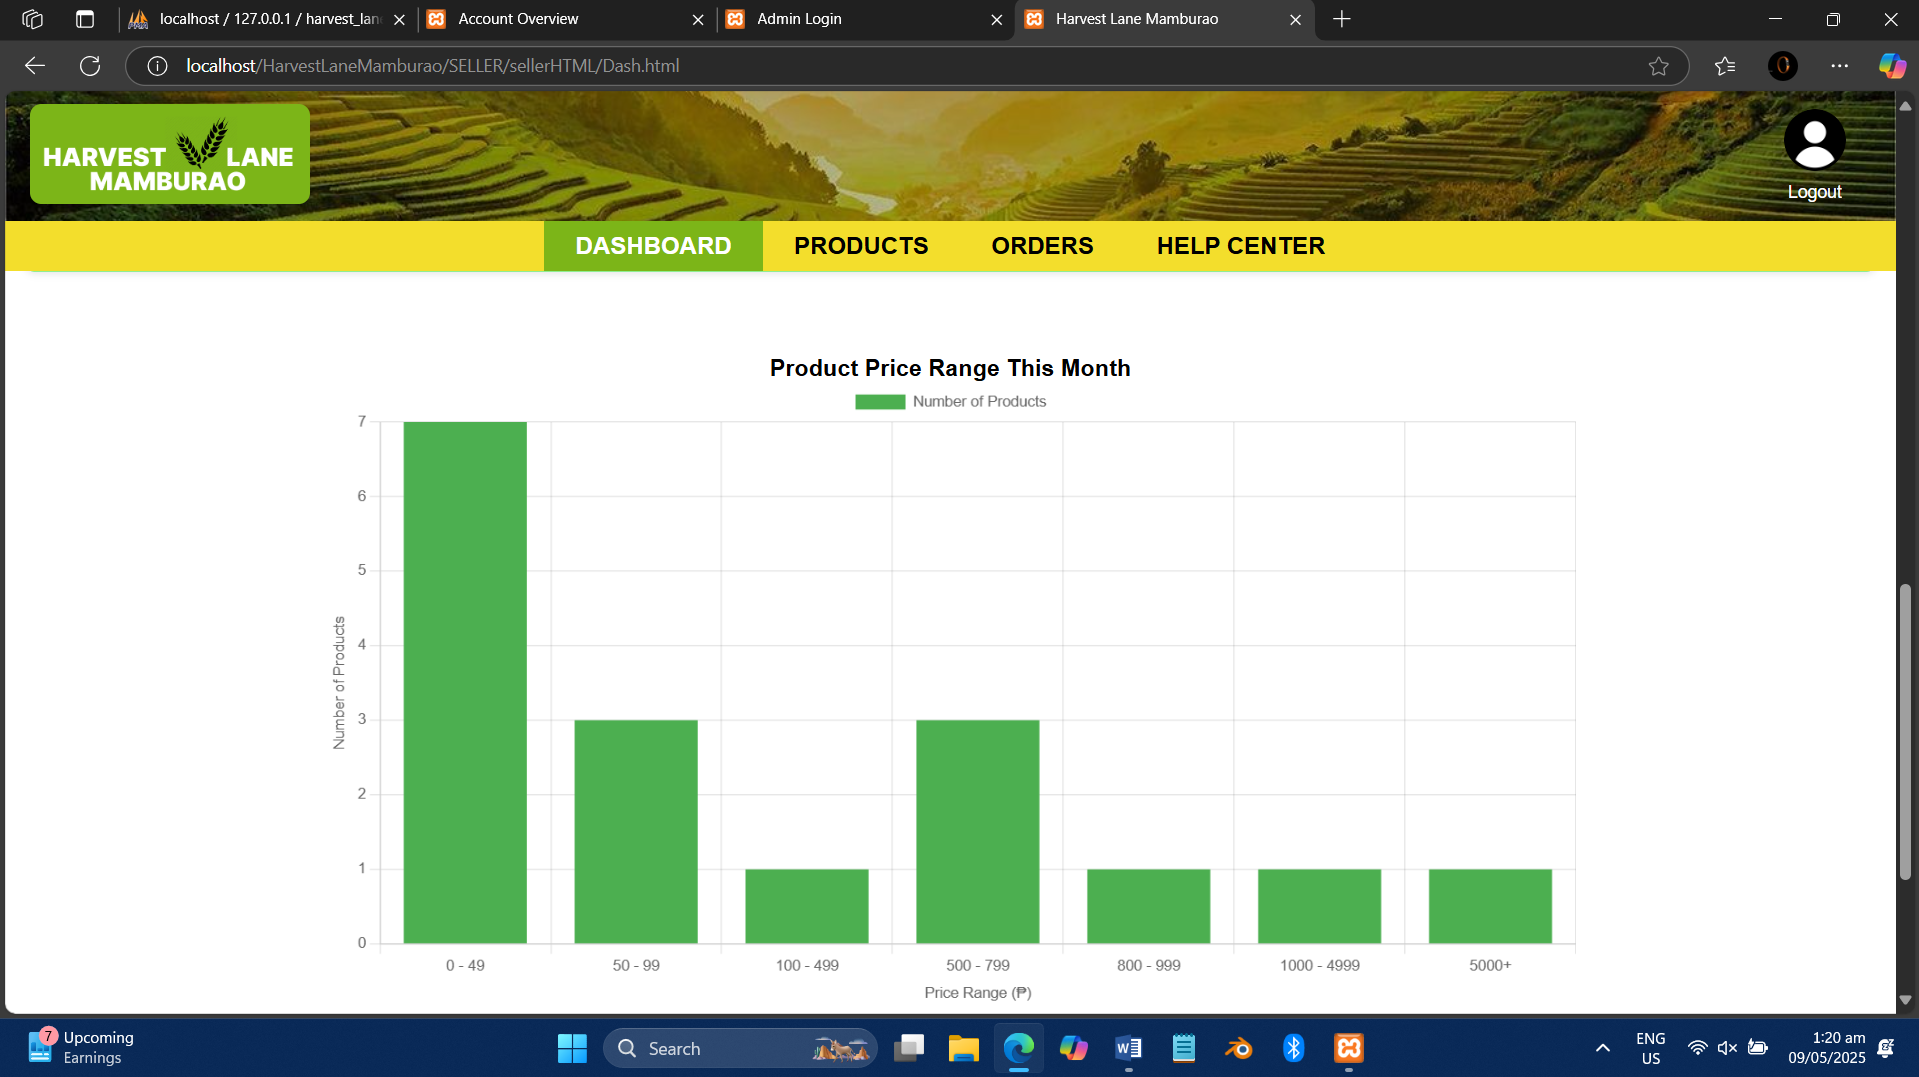 localhost / 127.0.0.1 / harvest_lan
Account Overview
Admin Login
Harvest Lane Mamburao
localhost/HarvestLaneMamburao/SELLER/sellerHTML/Dash.html
HARVEST LANE
MAMBURAO
Logout
DASHBOARD PRODUCTS ORDERS HELP CENTER
Product Price Range This Month
Number of Products
7
6
5
4
3
2
1
0
Number of Products
0 - 49 50 - 99 100 - 499 500 - 799 800 - 999 1000 - 4999 5000+
Price Range (₱)
7
Upcoming
Earnings
Search
ENG
US
1:20 am
09/05/2025